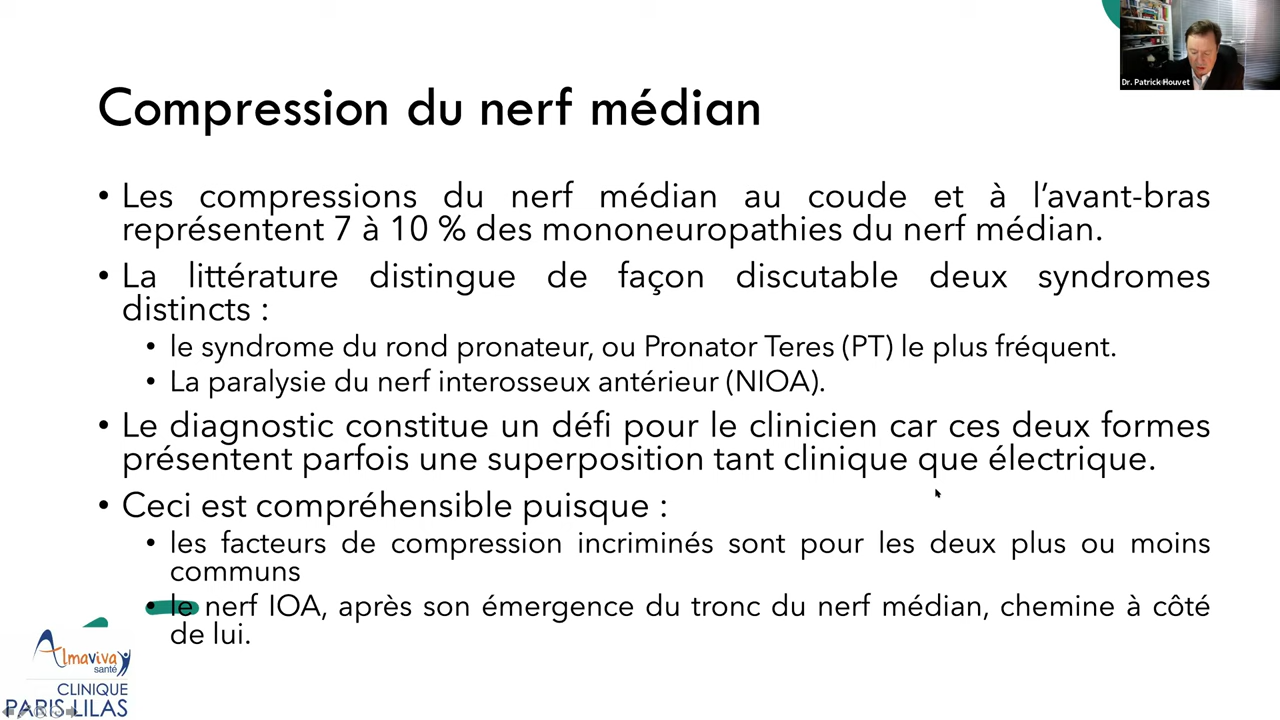 Dr. Patrick Houvet
Compression du nerf médian
• Les compressions du nerf médian au coude et à l’avant-bras
représentent 7 à 10 % des mononeuropathies du nerf médian.
• La littérature distingue de façon discutable deux syndromes
distincts :
• le syndrome du rond pronateur, ou Pronator Teres (PT) le plus fréquent.
• La paralysie du nerf interosseux antérieur (NIOA).
• Le diagnostic constitue un défi pour le clinicien car ces deux formes
présentent parfois une superposition tant clinique que électrique.
• Ceci est compréhensible puisque :
• les facteurs de compression incriminés sont pour les deux plus ou moins
communs
• le nerf IOA, après son émergence du tronc du nerf médian, chemine à côté
de lui.
Almaviva
santé
CLINIQUE
PARIS LILAS